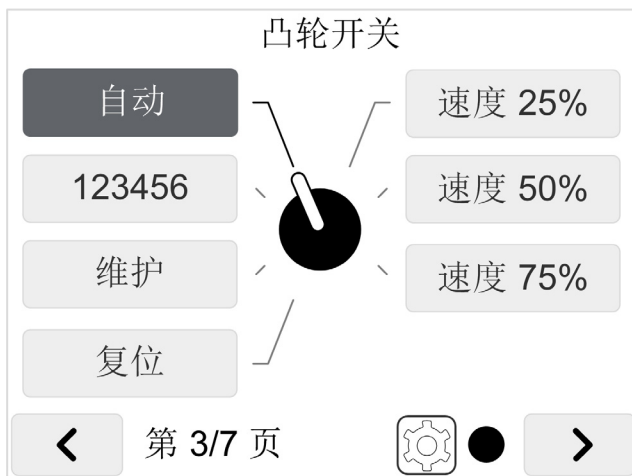 凸轮开关
自动
123456
维护
复位
速度 25%
速度 50%
速度 75%
第 3/7 页